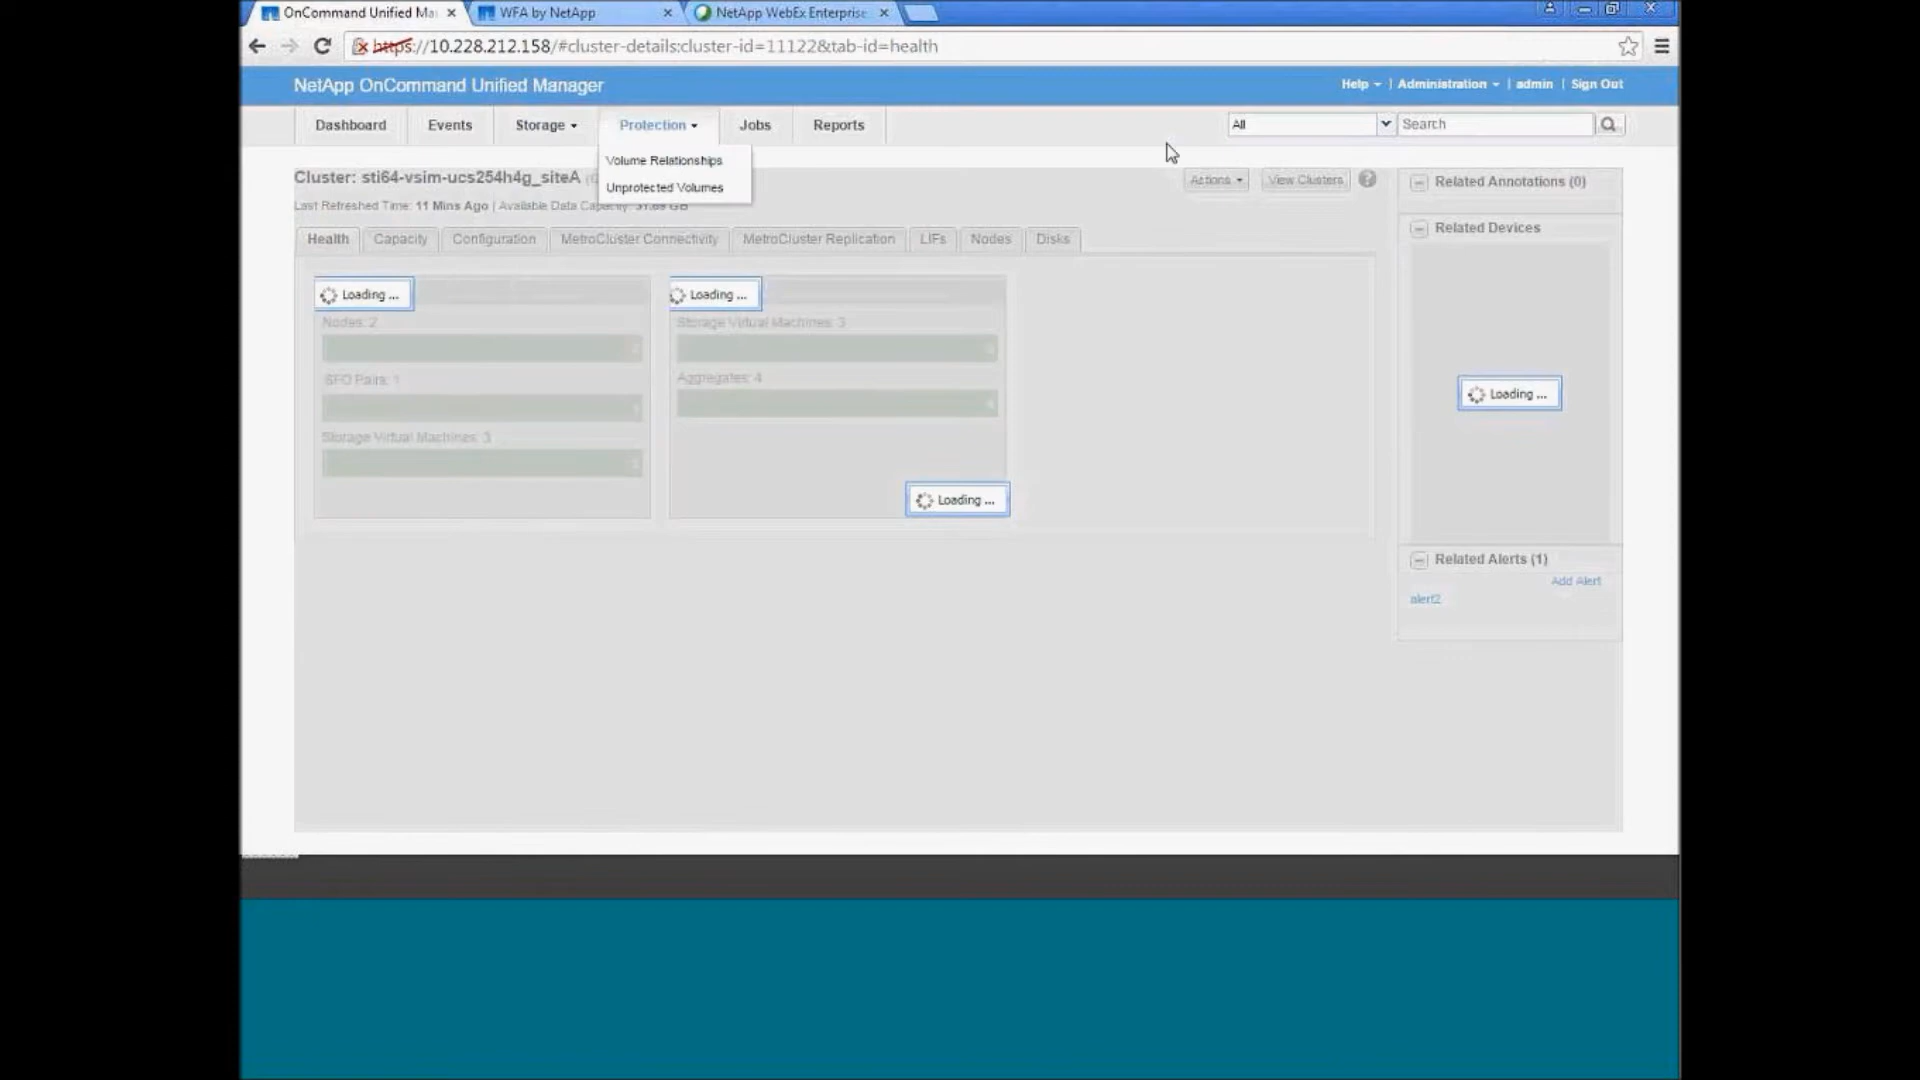 OnCommand Unified Ma
WFA by NetApp
NetApp WebEx Enterprise
https://10.228.212.158/#cluster-details:cluster-id=11122&tab-id=health
NetApp OnCommand Unified Manager
Help | Administration | admin | Sign Out
Dashboard Events Storage Protection Jobs Reports
All Search
Volume Relationships
Unprotected Volumes
Cluster: sti64-vsim-ucs254h4g_siteA
Actions View Clusters ?
Last Refreshed Time: 11 Mins Ago | Available Data Capacity: 31.69 GB
Health Capacity Configuration MetroCluster Connectivity MetroCluster Replication LIFs Nodes Disks
Loading ...
Nodes: 2
SFO Pairs: 1
Storage Virtual Machines: 3
Loading ...
Storage Virtual Machines: 3
Aggregates: 4
Loading ...
Related Annotations (0)
Related Devices
Loading ...
Related Alerts (1)
Add Alert
alert2